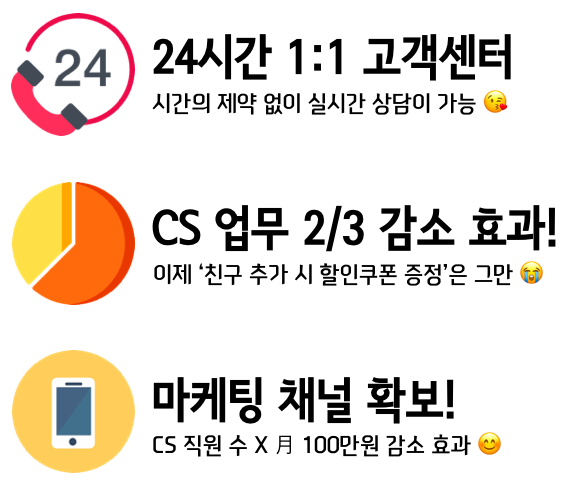 24
24시간 1:1 고객센터
시간의 제약 없이 실시간 상담이 가능 😘
CS 업무 2/3 감소 효과!
이제 ‘친구 추가 시 할인쿠폰 증정’은 그만 😭
마케팅 채널 확보!
CS 직원 수 X 月 100만원 감소 효과 😊